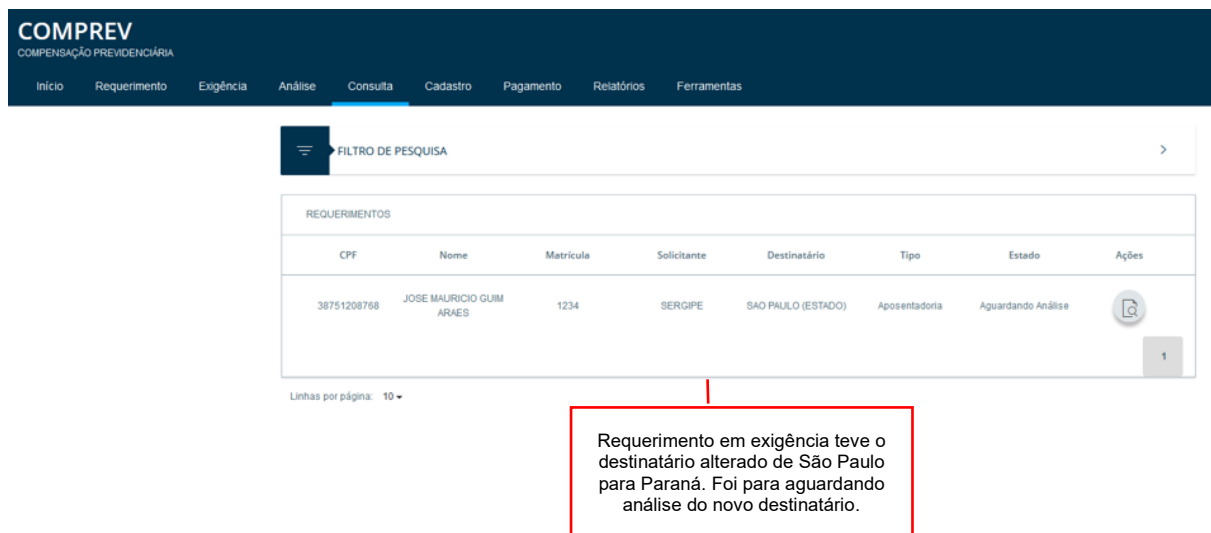 COMPREV
COMPENSAÇÃO PREVIDENCIÁRIA
Início Requerimento Exigência Análise Consulta Cadastro Pagamento Relatórios Ferramentas
FILTRO DE PESQUISA
REQUERIMENTOS
CPF Nome Matrícula Solicitante Destinatário Tipo Estado Ações
38751208768 JOSE MAURICIO GUIM 1234 SERGIPE SAO PAULO (ESTADO) Aposentadoria Aguardando Análise
ARAES
1
Linhas por página: 10
Requerimento em exigência teve o
destinatário alterado de São Paulo
para Paraná. Foi para aguardando
análise do novo destinatário.